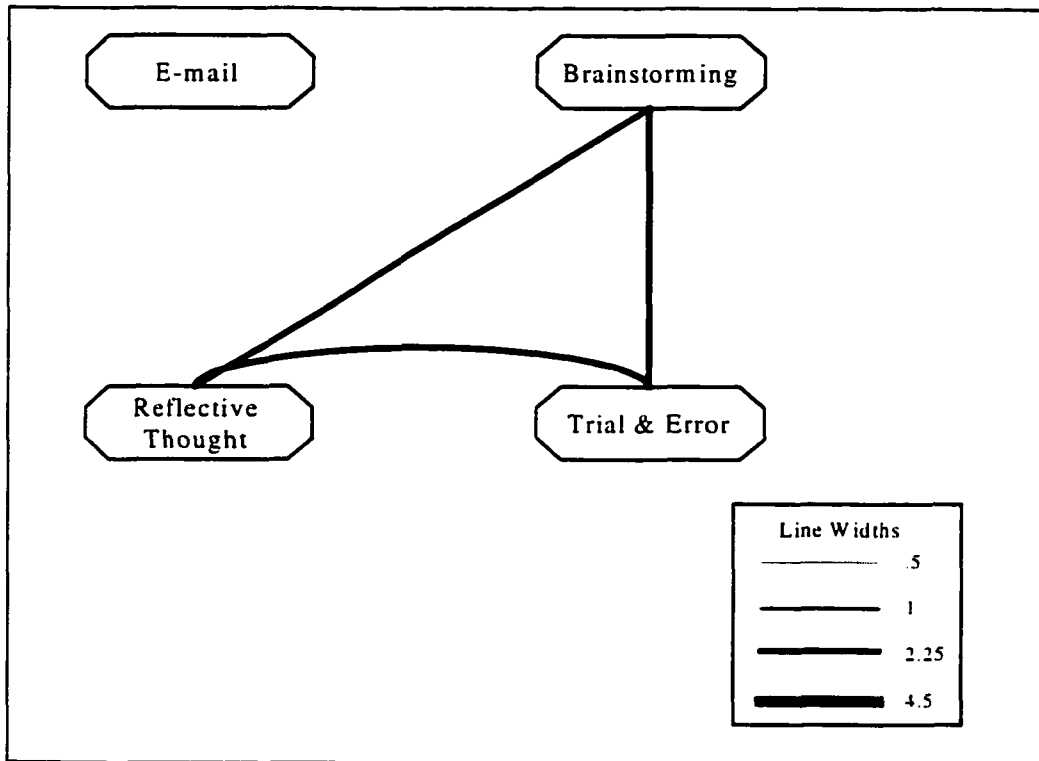 E-mail
Brainstorming
Reflective
Thought
Trial & Error
Line Widths
.5
1
2.25
4.5